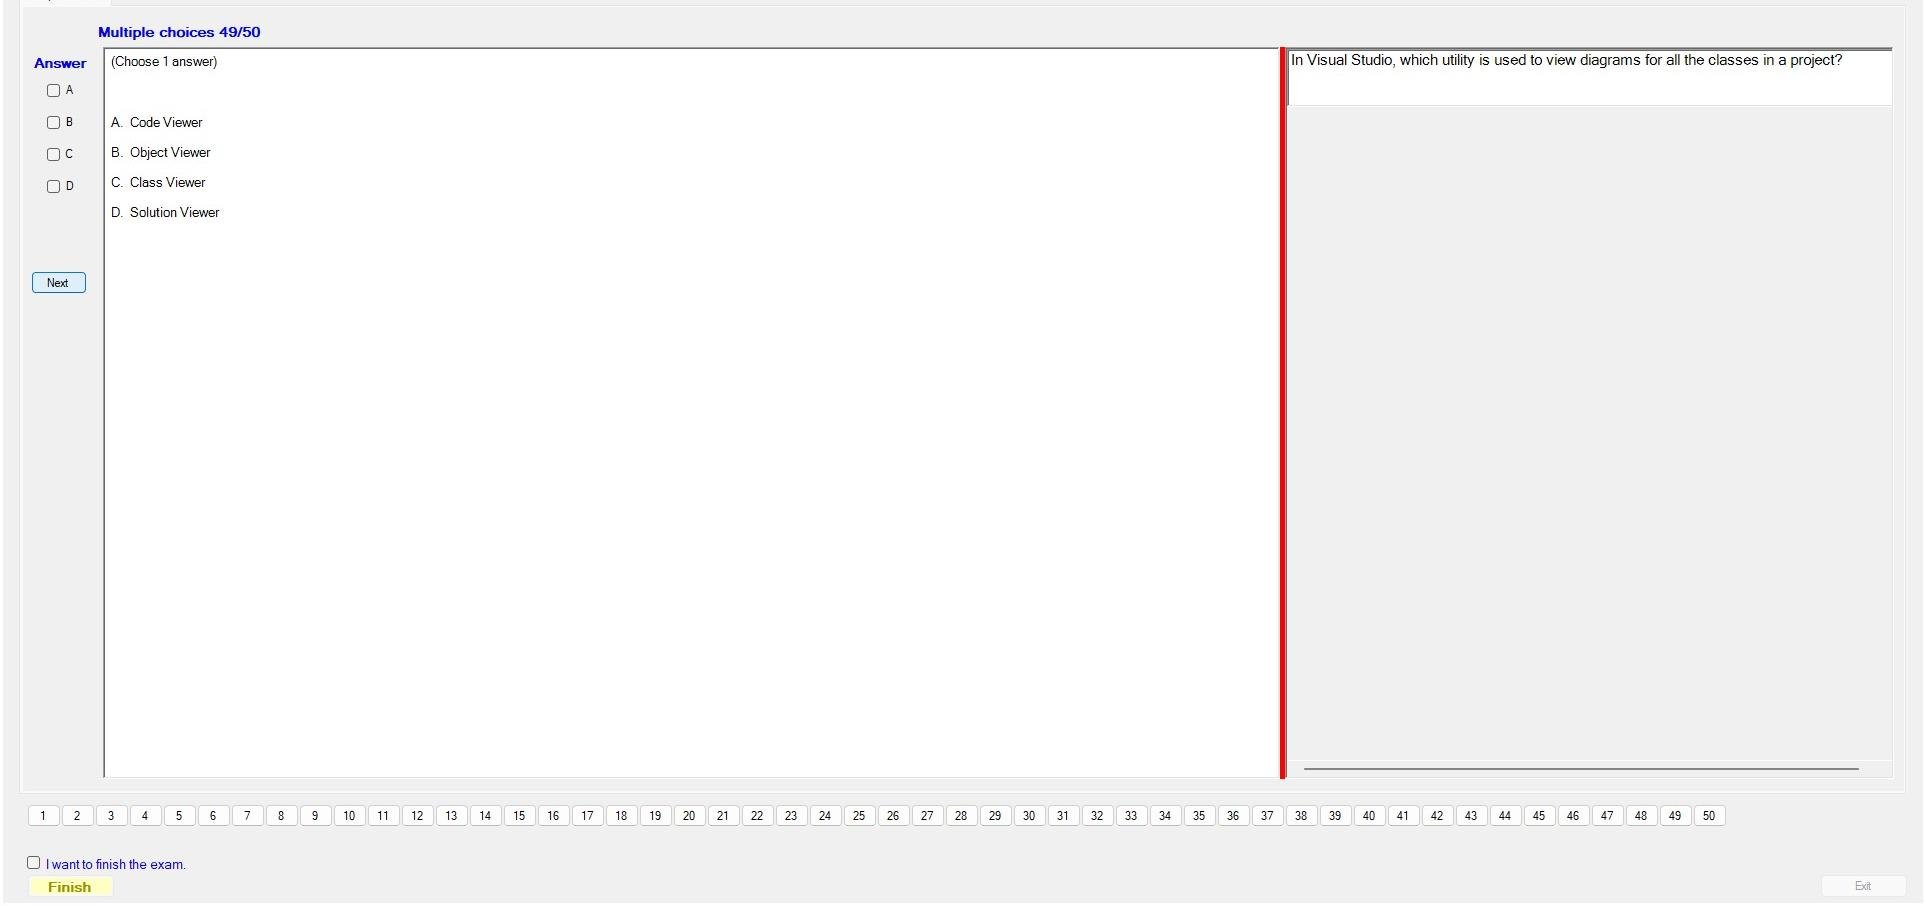 Multiple choices 49/50
Answer
(Choose 1 answer)
In Visual Studio, which utility is used to view diagrams for all the classes in a project?
A
B
C
D
A. Code Viewer
B. Object Viewer
C. Class Viewer
D. Solution Viewer
Next
1 2 3 4 5 6 7 8 9 10 11 12 13 14 15 16 17 18 19 20 21 22 23 24 25 26 27 28 29 30 31 32 33 34 35 36 37 38 39 40 41 42 43 44 45 46 47 48 49 50
I want to finish the exam.
Finish
Exit